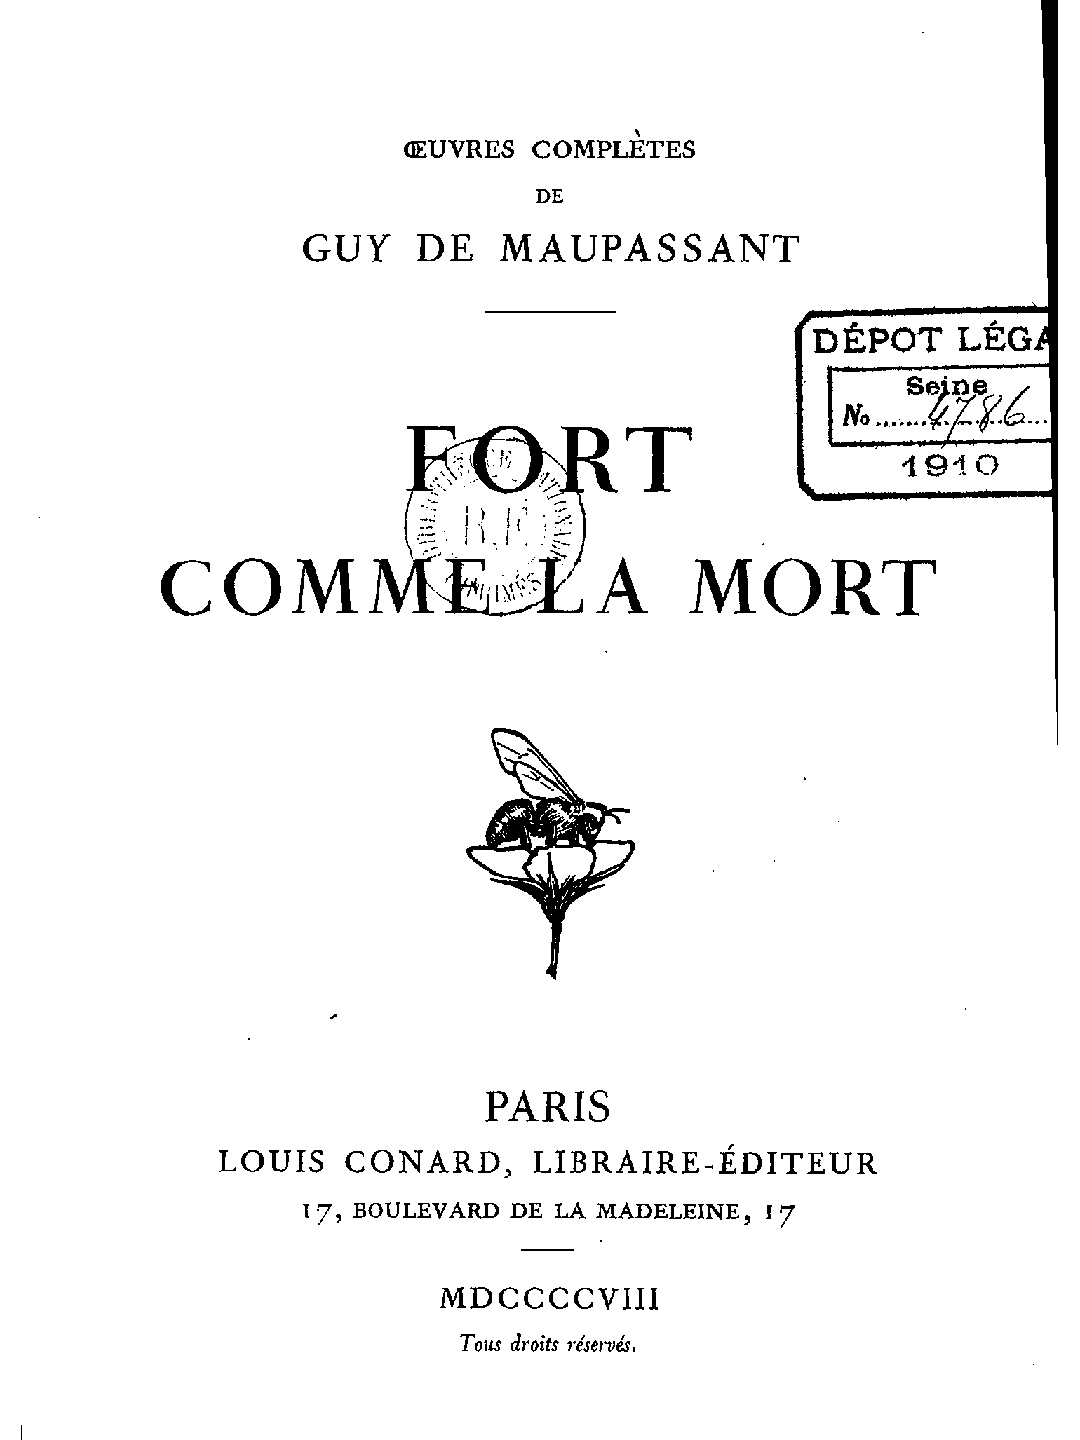 ŒUVRES COMPLÈTES
DE
GUY DE MAUPASSANT
DÉPOT LÉGA
Seine
No 4786
1910
FORT
R.F.
COMME LA MORT
PARIS
LOUIS CONARD, LIBRAIRE-ÉDITEUR
17, BOULEVARD DE LA MADELEINE, 17
MDCCCCVIII
Tous droits réservés.